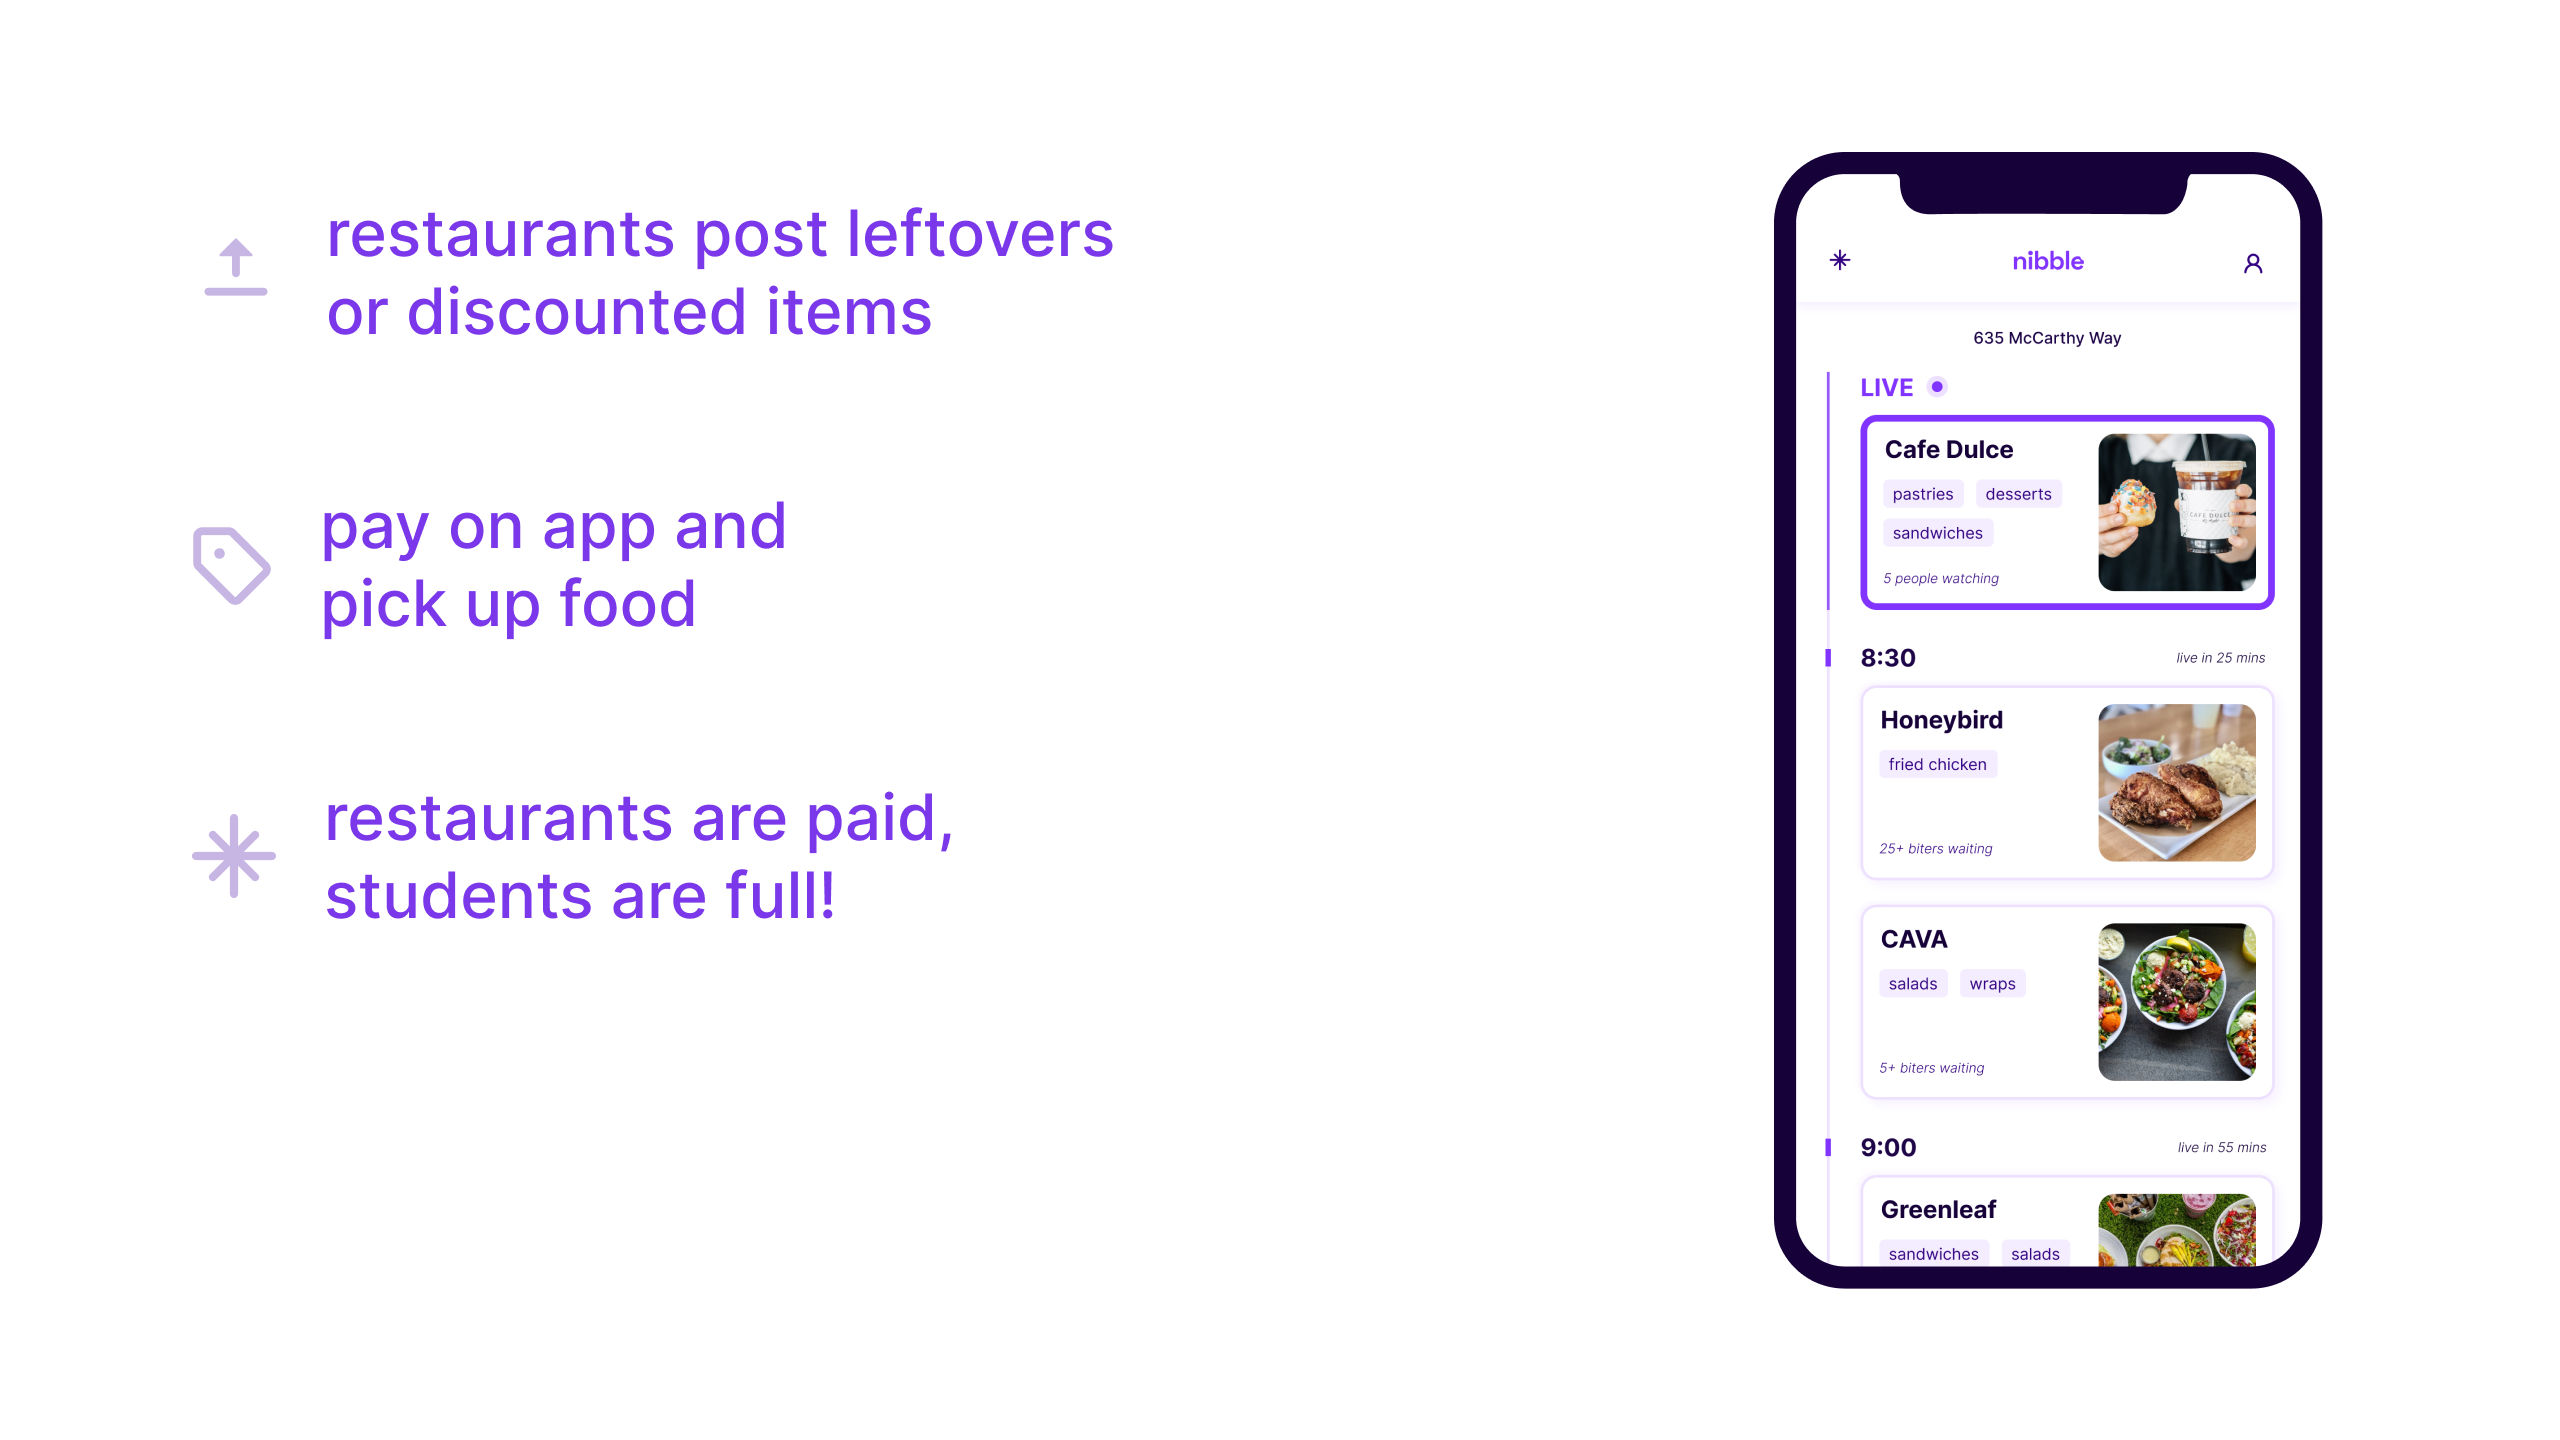 restaurants post leftovers
or discounted items
pay on app and
pick up food
restaurants are paid,
students are full!
nibble
635 McCarthy Way
LIVE
Cafe Dulce
pastries desserts
sandwiches
5 people watching
CAFE DULCE
8:30 live in 25 mins
Honeybird
fried chicken
25+ biters waiting
CAVA
salads wraps
5+ biters waiting
9:00 live in 55 mins
Greenleaf
sandwiches salads